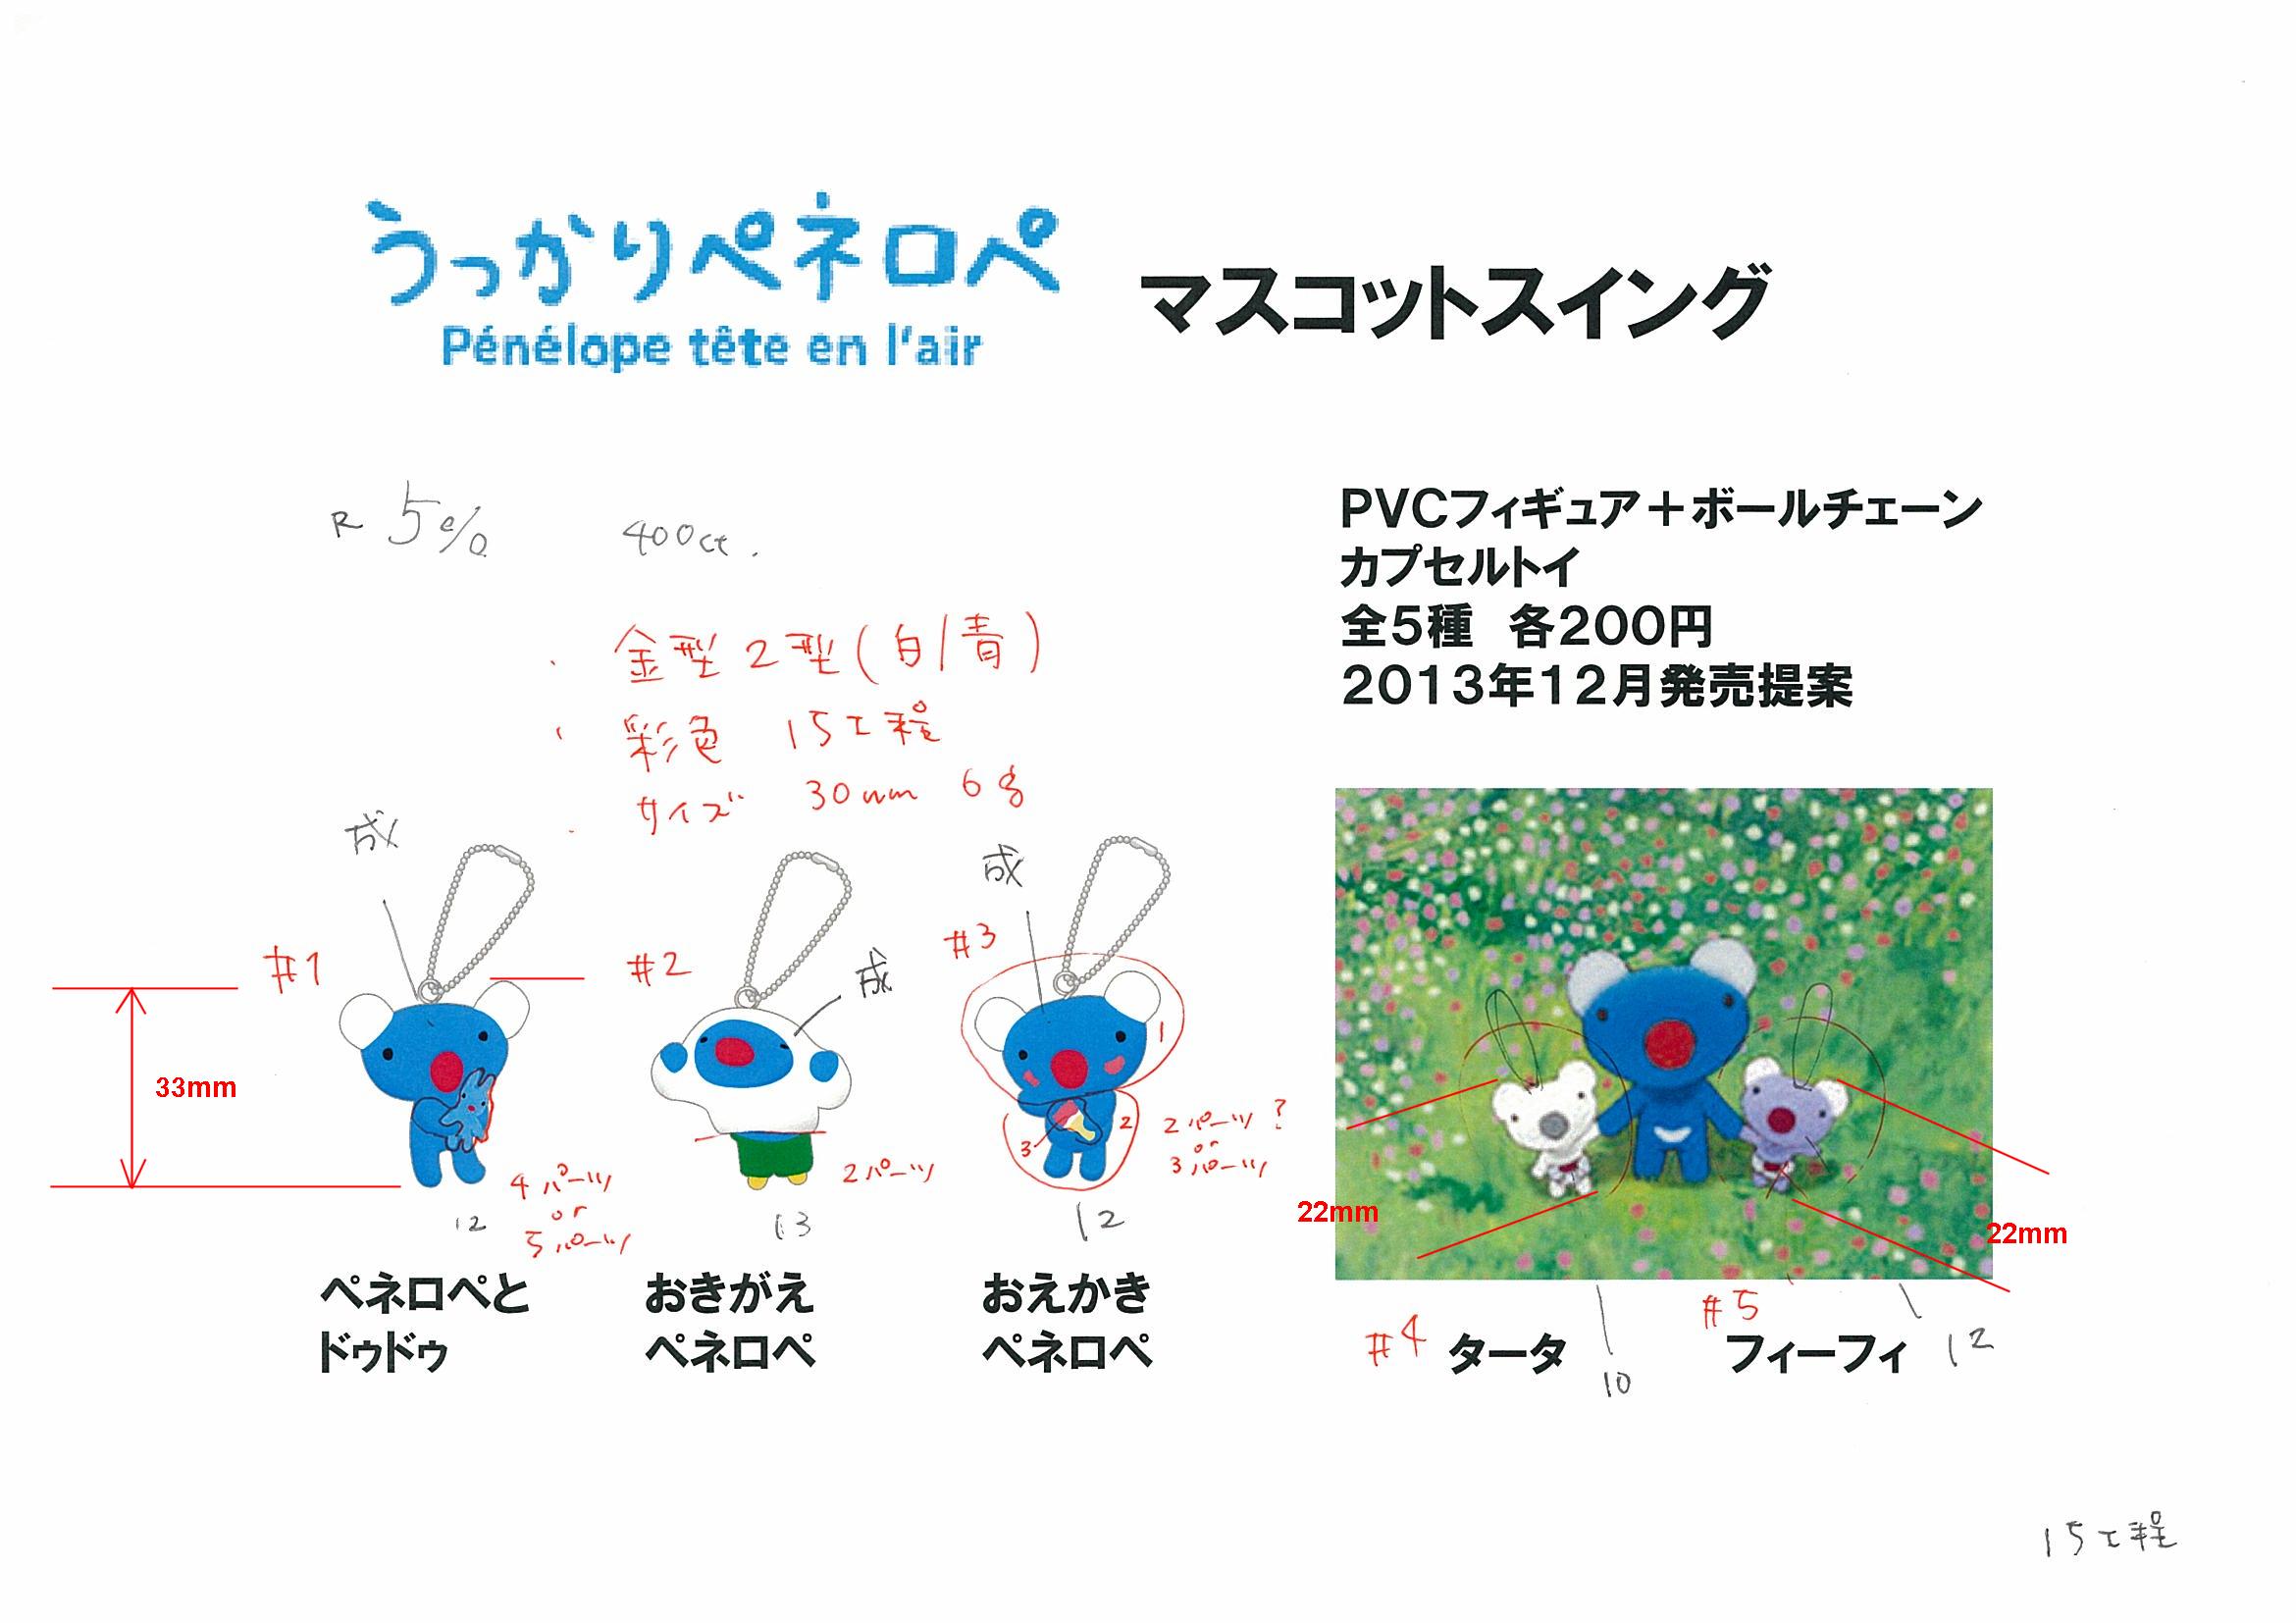 うっかりペネロペ
Pénélope tête en l'air
マスコットスイング
R 5%
400ct.
PVCフィギュア＋ボールチェーン
カプセルトイ
全5種 各200円
2013年12月発売提案
・ 金型2型(白/青)
・ 彩色 15工程
・ サイズ 30mm 6g
成
成
成
#1
#2
#3
33mm
1
2
3
4パーツ
or
5パーツ
2パーツ
2パーツ?
or
3パーツ
12
13
12
22mm
22mm
ペネロペと
ドゥドゥ
おきがえ
ペネロペ
おえかき
ペネロペ
#4 タータ
10
#5
フィーフィ
12
15工程